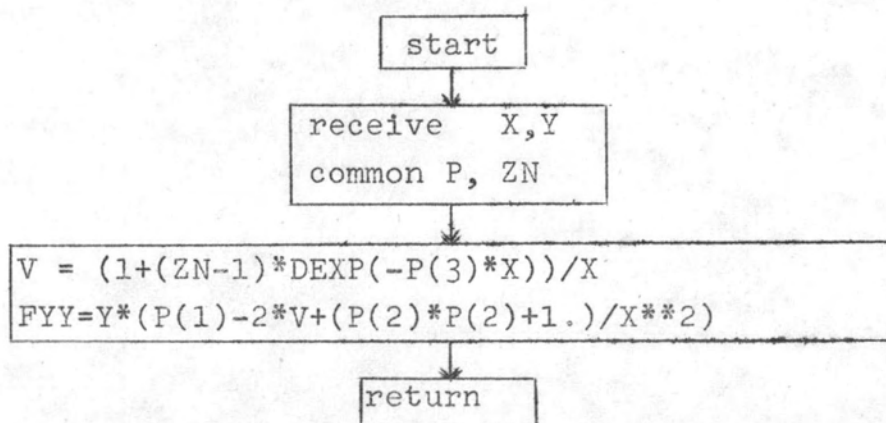 start
receive X,Y
common P, ZN
V = (1+(ZN-1)*DEXP(-P(3)*X))/X
FYY=Y*(P(1)-2*V+(P(2)*P(2)+1.)/X**2)
return